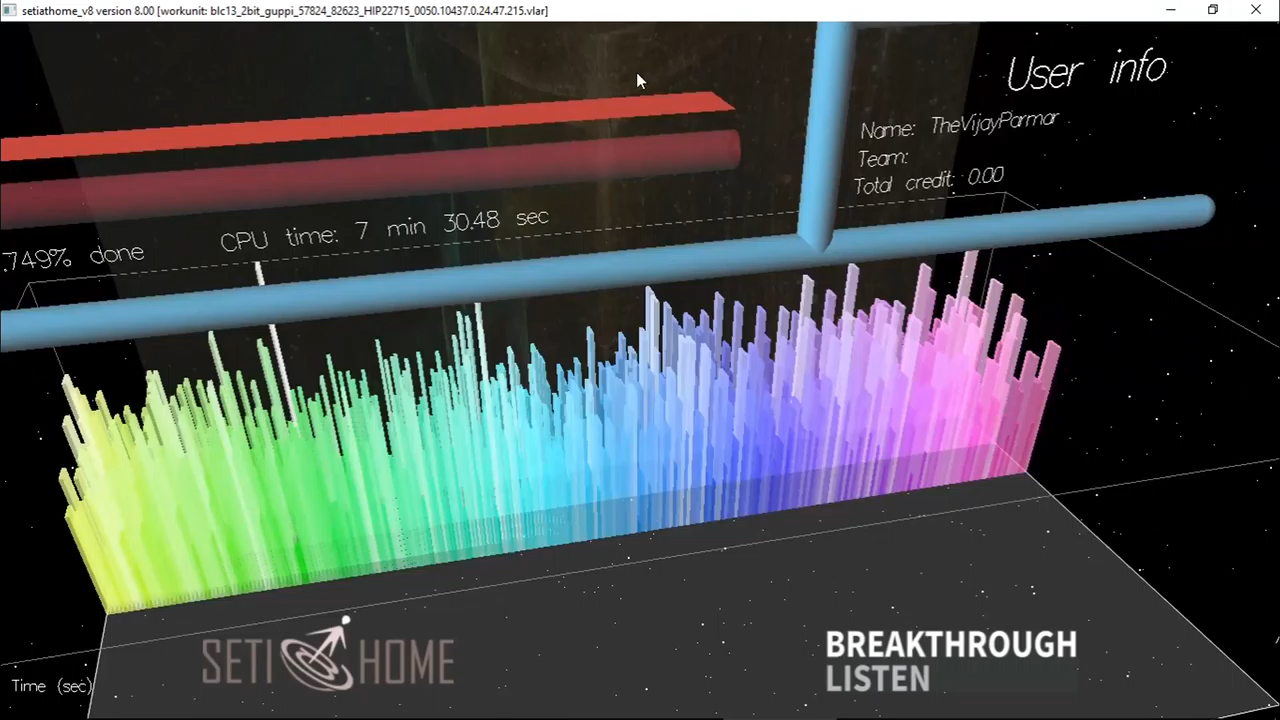 setiathome_v8 version 8.00 [workunit: blc13_2bit_guppi_57824_82623_HIP22715_0050.10437.0.24.47.215.vlar]
User info
Name: TheVijayParmar
Team:
Total credit: 0.00
.749% done CPU time: 7 min 30.48 sec
SETI HOME
BREAKTHROUGH
LISTEN
Time (sec)